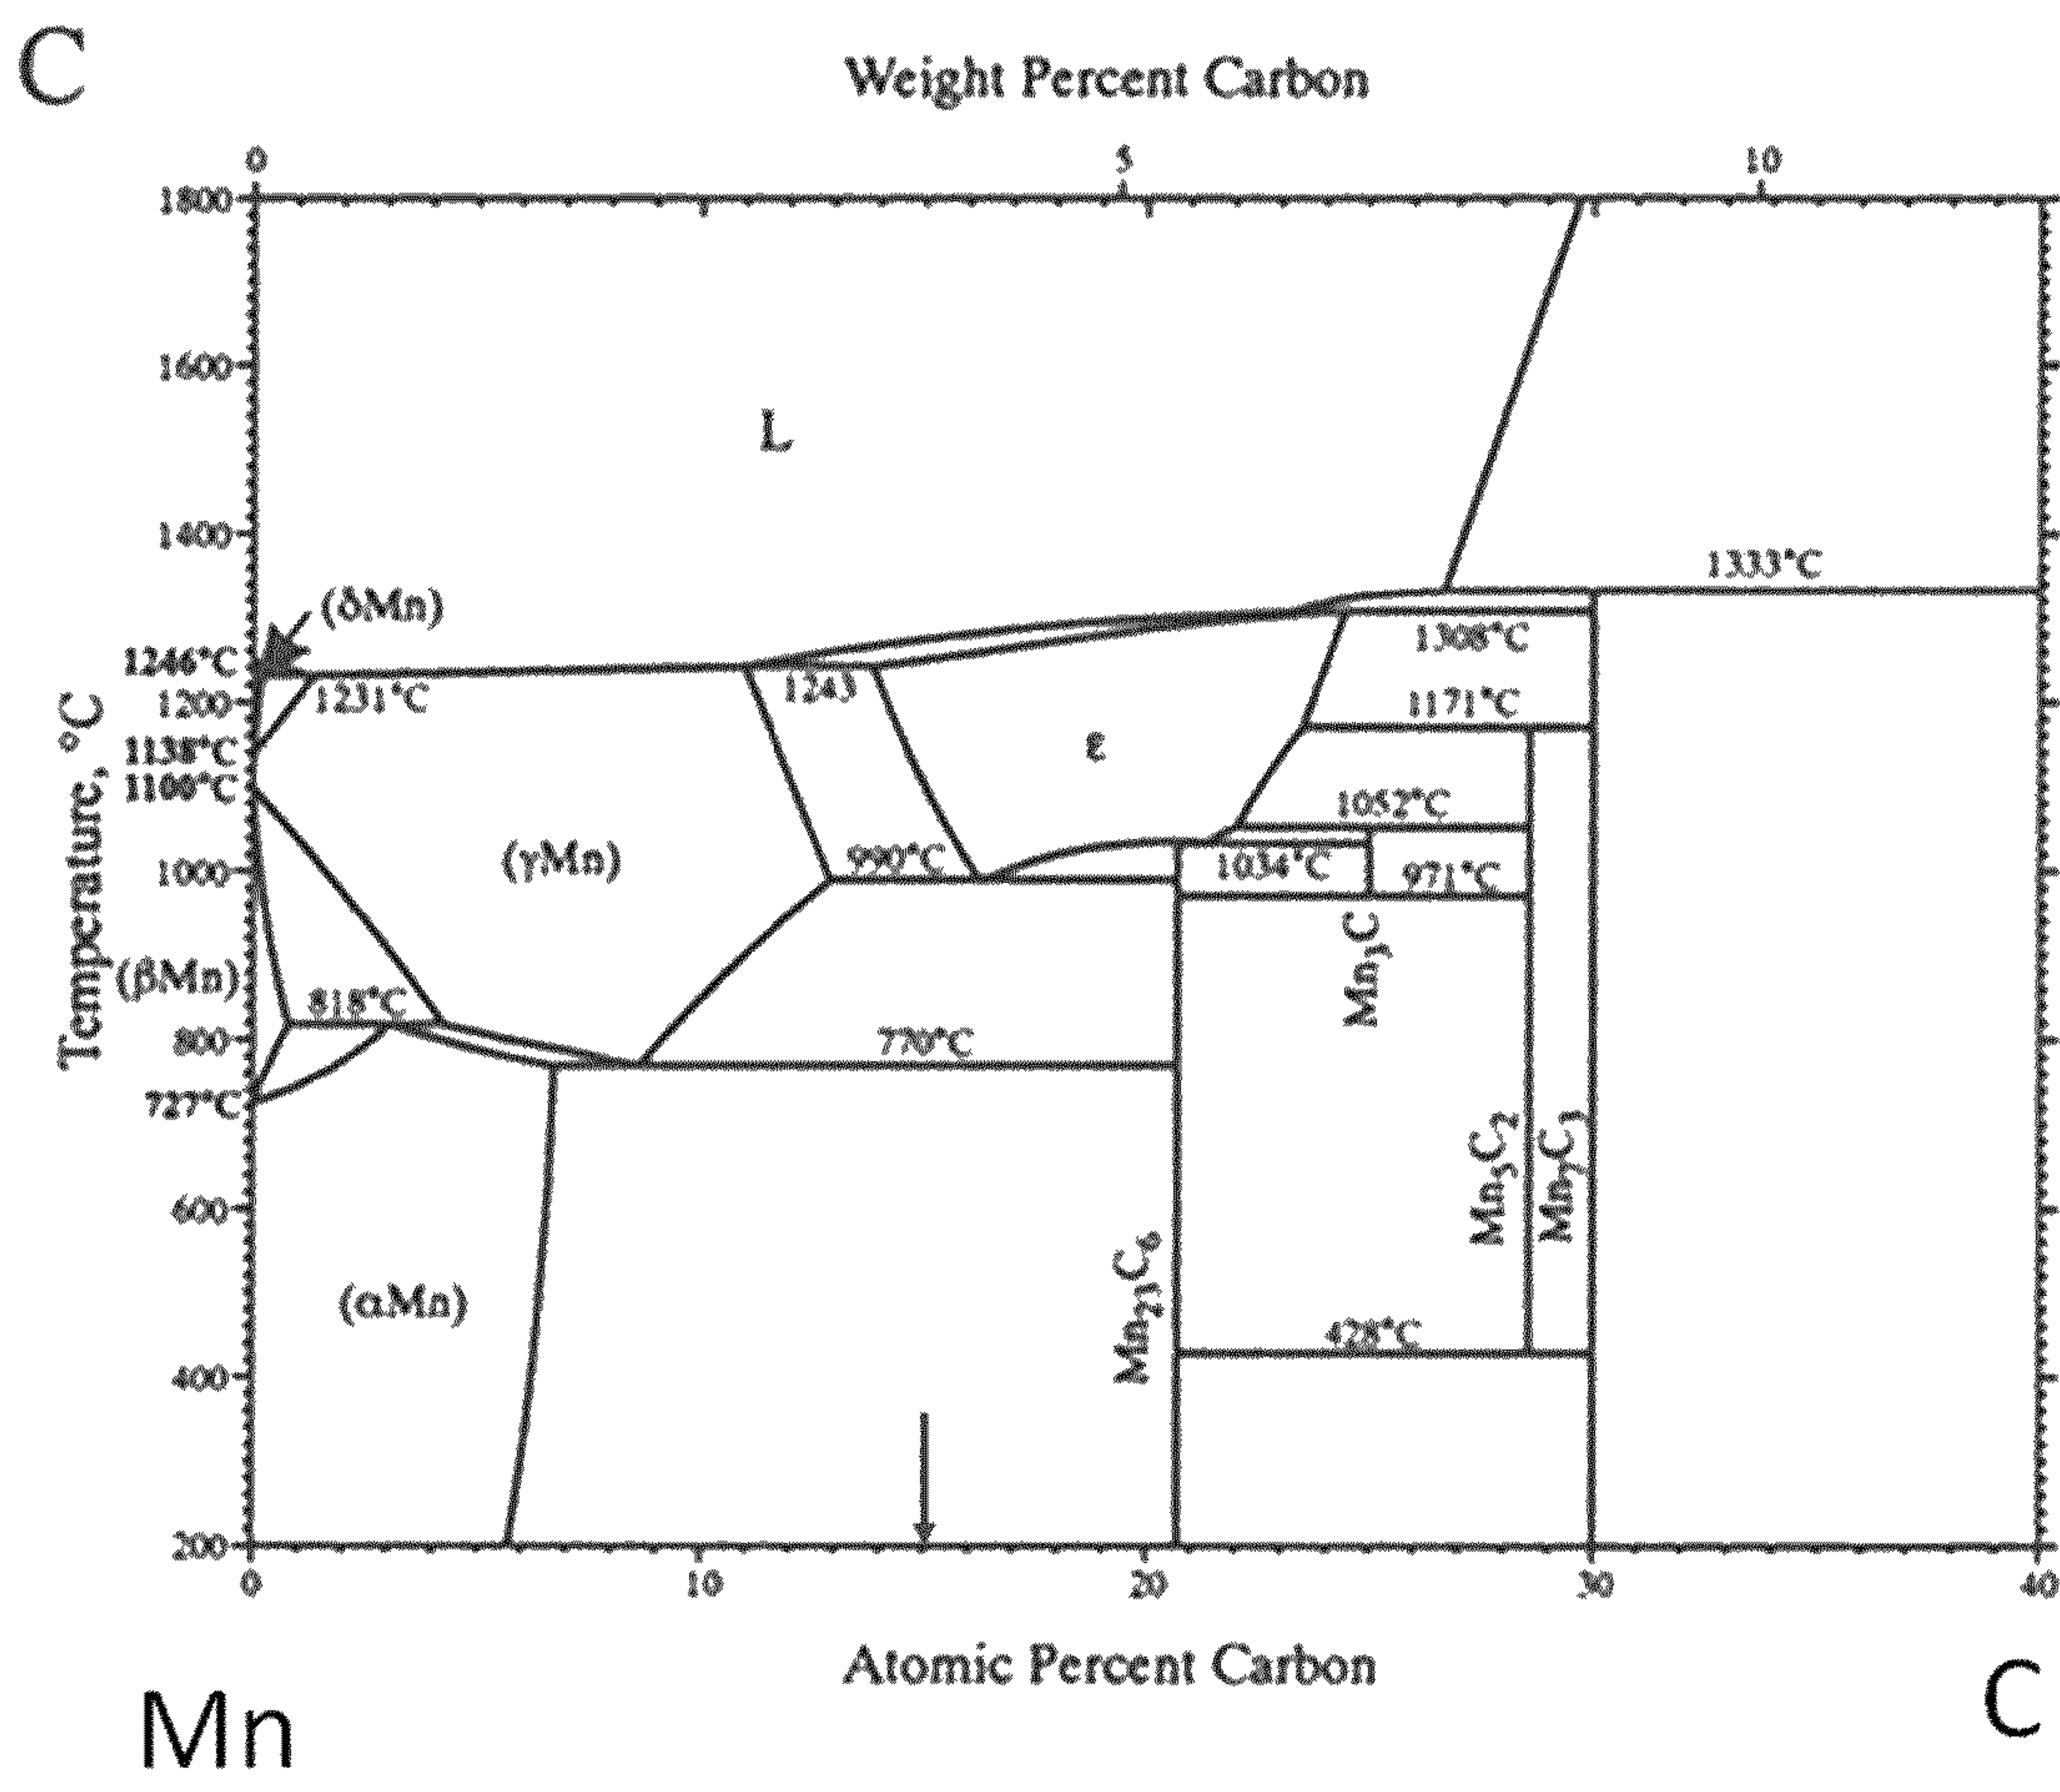 C
Weight Percent Carbon
0
5
10
1800
1600
L
1400
1333°C
(δMn)
1308°C
1246°C
1231°C
1243
1200
1171°C
1138°C
ε
1100°C
1052°C
(γMn)
990°C
1034°C
971°C
1000
Mn3C
(βMn)
818°C
800
770°C
727°C
Temperature, °C
Mn5C2
Mn7C3
600
Mn23C6
(αMn)
428°C
400
200
0
10
20
30
40
Atomic Percent Carbon
Mn
C